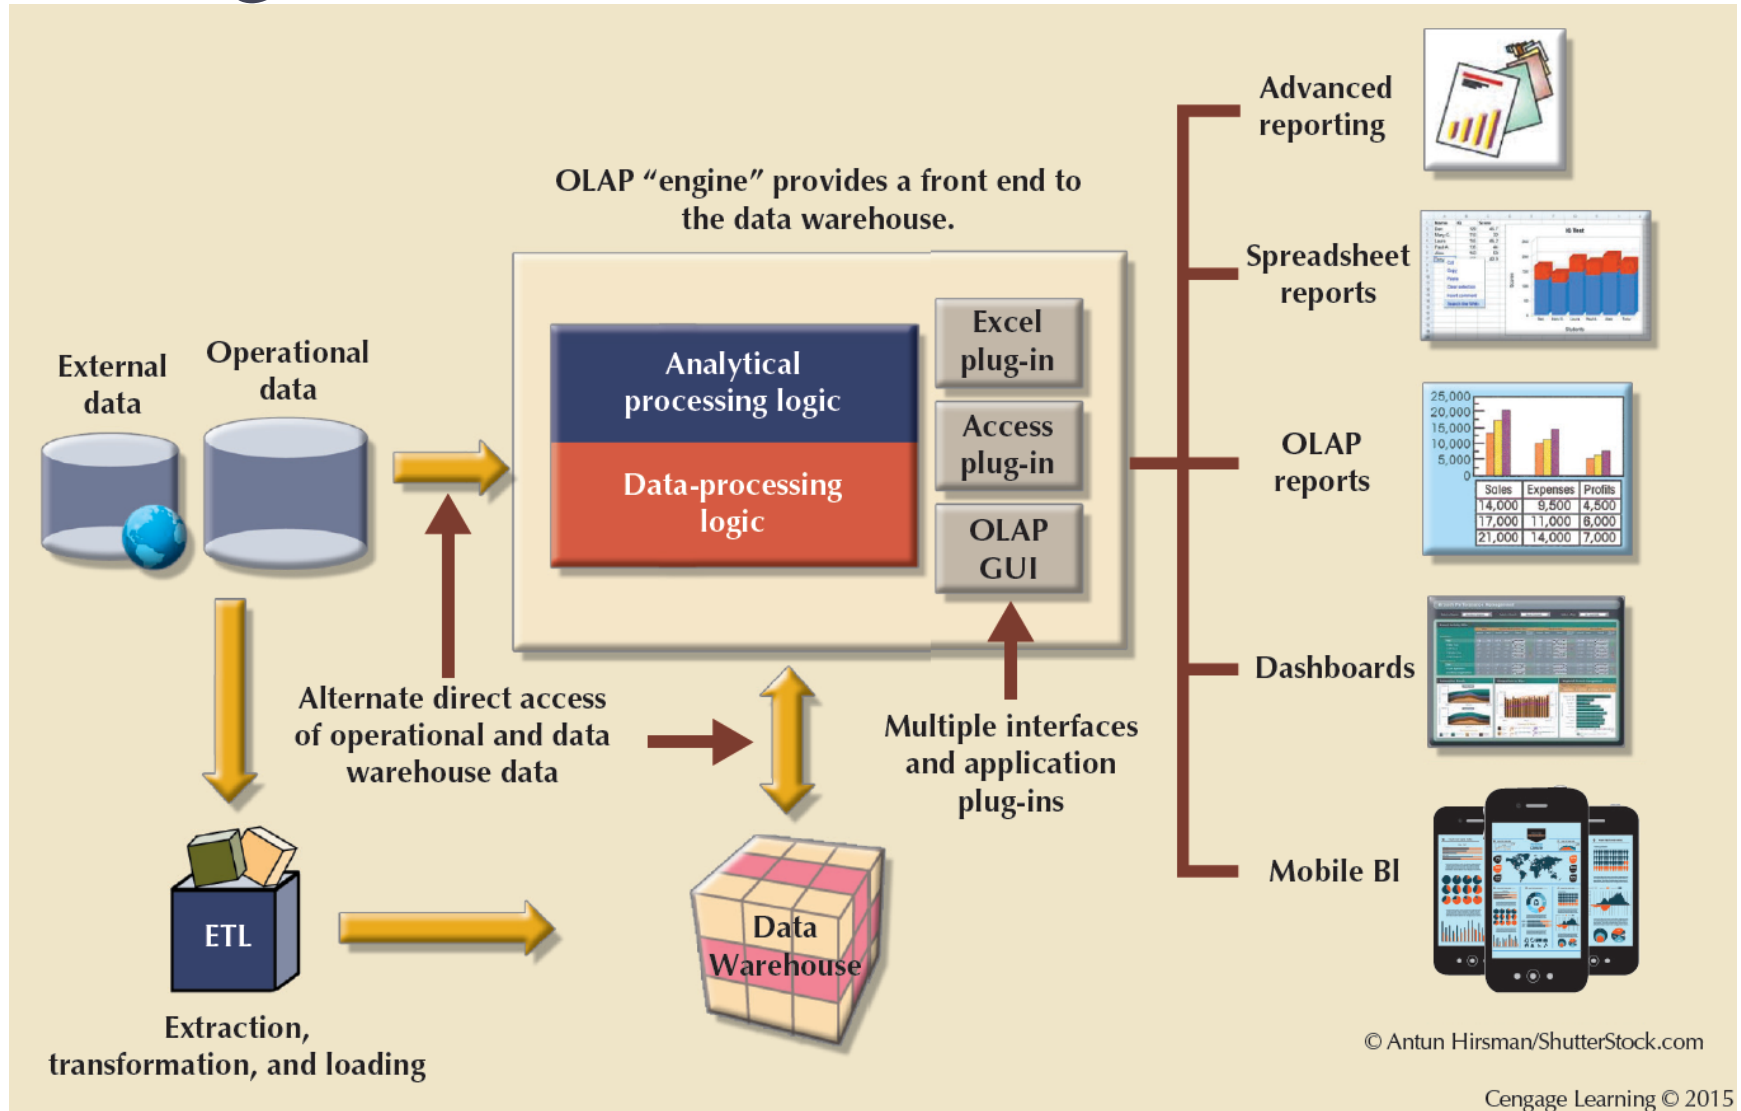 OLAP “engine” provides a front end to
the data warehouse.
External
data
Operational
data
Analytical
processing logic
Data-processing
logic
Excel
plug-in
Access
plug-in
OLAP
GUI
Alternate direct access
of operational and data
warehouse data
Multiple interfaces
and application
plug-ins
ETL
Extraction,
transformation, and loading
Data
Warehouse
Advanced
reporting
Spreadsheet
reports
OLAP
reports
25,000
20,000
15,000
10,000
5,000
0
Sales Expenses Profits
14,000 9,500 4,500
17,000 11,000 6,000
21,000 14,000 7,000
Dashboards
Mobile BI
© Antun Hirsman/ShutterStock.com
Cengage Learning © 2015